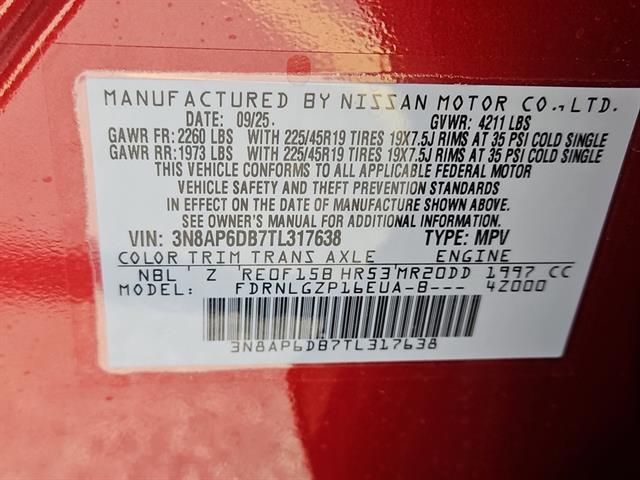 MANUFACTURED BY NISSAN MOTOR CO.,LTD.
DATE: 09/25. GVWR: 4211 LBS
GAWR FR: 2260 LBS WITH 225/45R19 TIRES 19X7.5J RIMS AT 35 PSI COLD SINGLE
GAWR RR: 1973 LBS WITH 225/45R19 TIRES 19X7.5J RIMS AT 35 PSI COLD SINGLE
THIS VEHICLE CONFORMS TO ALL APPLICABLE FEDERAL MOTOR
VEHICLE SAFETY AND THEFT PREVENTION STANDARDS
IN EFFECT ON THE DATE OF MANUFACTURE SHOWN ABOVE.
SEE OWNER'S MANUAL FOR ADDITIONAL INFORMATION.
VIN: 3N8AP6DB7TL317638 TYPE: MPV
COLOR TRIM TRANS AXLE ENGINE
NBL' Z 'RE0F15B HR53'MR20DD 1997 CC
FDRNLGZP16EUA-B--- 4Z000
3N8AP6DB7TL317638